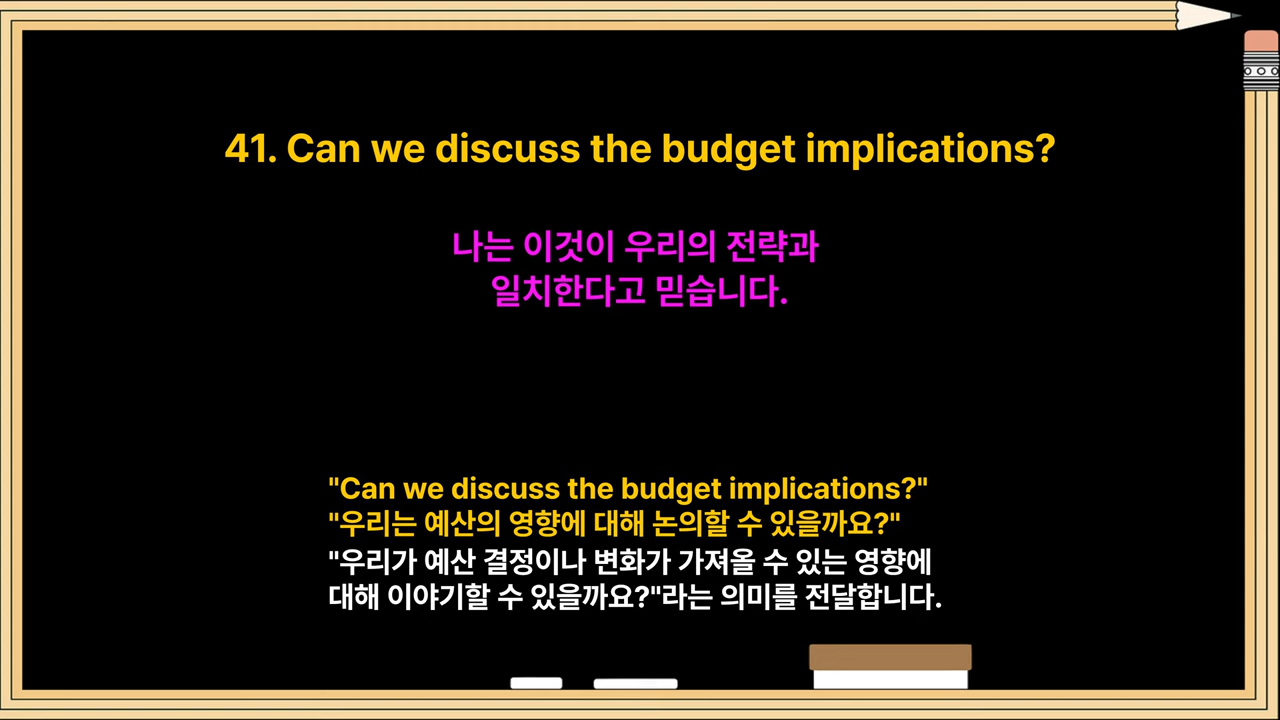 41. Can we discuss the budget implications?
나는 이것이 우리의 전략과
일치한다고 믿습니다.
"Can we discuss the budget implications?"
"우리는 예산의 영향에 대해 논의할 수 있을까요?"
"우리가 예산 결정이나 변화가 가져올 수 있는 영향에
대해 이야기할 수 있을까요?"라는 의미를 전달합니다.